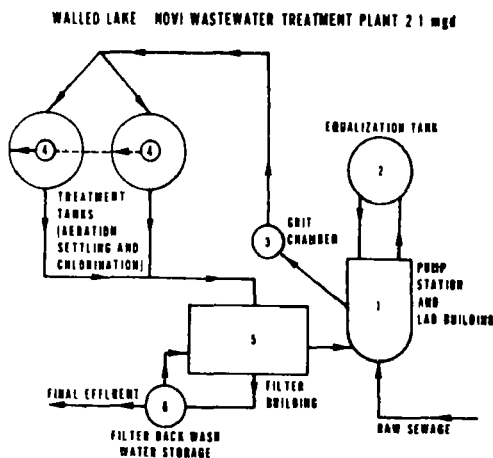 WALLED LAKE NOVI WASTEWATER TREATMENT PLANT 2 1 mgd
EQUALIZATION TANK
2
4
4
TREATMENT
TANKS
(AERATION
SETTLING AND
CHLORINATION)
3
GRIT
CHAMBER
1
PUMP
STATION
AND
LAB BUILDING
5
FILTER
BUILDING
FINAL EFFLUENT
6
FILTER BACK WASH
WATER STORAGE
RAW SEWAGE